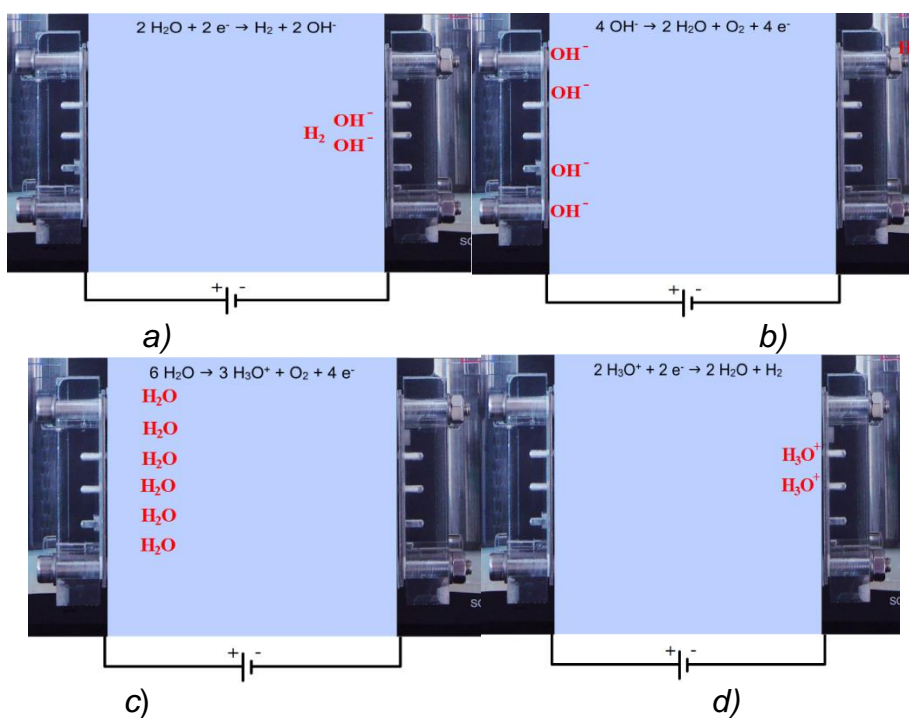 2 H₂O + 2 e⁻ → H₂ + 2 OH⁻
OH⁻
H₂ OH⁻
+ -
a)
4 OH⁻ → 2 H₂O + O₂ + 4 e⁻
OH⁻
OH⁻
OH⁻
OH⁻
+ -
b)
6 H₂O → 3 H₃O⁺ + O₂ + 4 e⁻
H₂O
H₂O
H₂O
H₂O
H₂O
H₂O
+ -
c)
2 H₃O⁺ + 2 e⁻ → 2 H₂O + H₂
H₃O⁺
H₃O⁺
+ -
d)